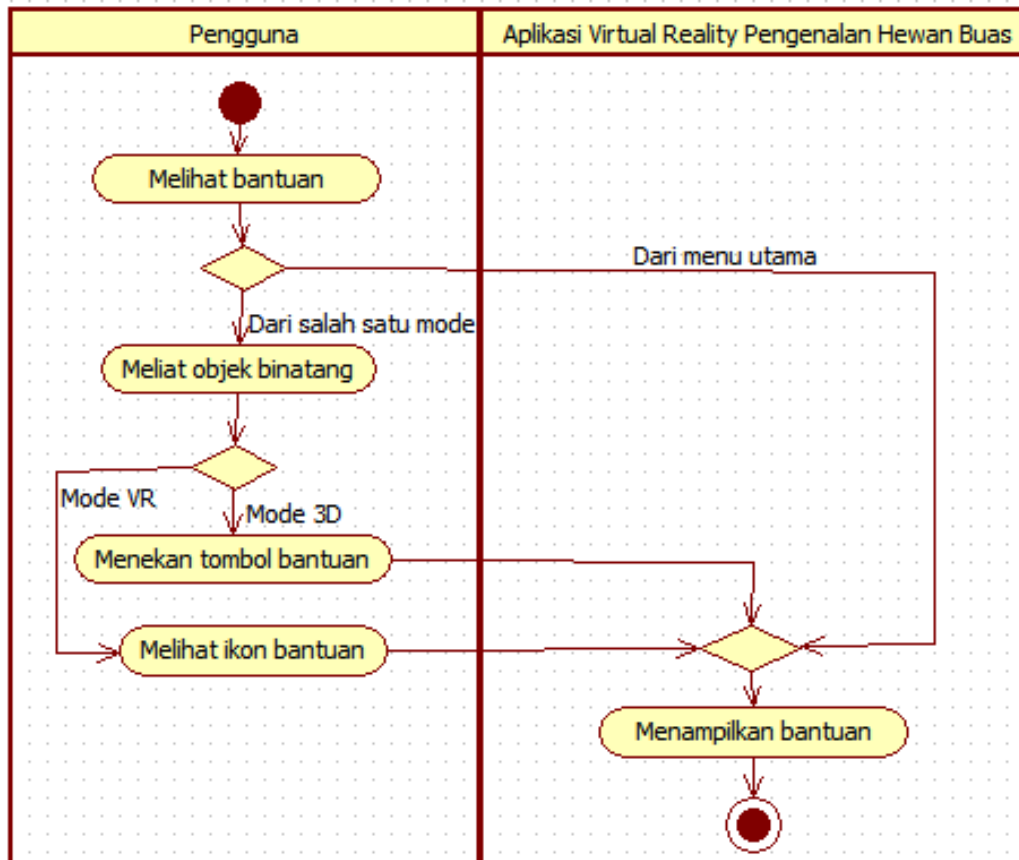 Pengguna
Aplikasi Virtual Reality Pengenalan Hewan Buas
Melihat bantuan
Dari menu utama
Dari salah satu mode
Meliat objek binatang
Mode VR
Mode 3D
Menekan tombol bantuan
Melihat ikon bantuan
Menampilkan bantuan